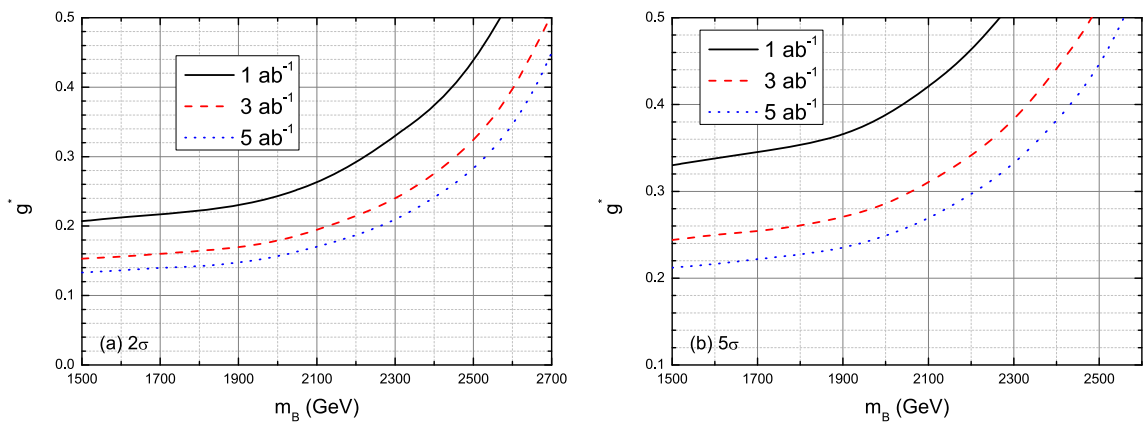 0.5
0.4
0.3
0.2
0.1
0.0
g*
1 ab⁻¹
3 ab⁻¹
5 ab⁻¹
(a) 2σ
1500 1700 1900 2100 2300 2500 2700
m_B (GeV)
0.5
0.4
0.3
0.2
0.1
g*
1 ab⁻¹
3 ab⁻¹
5 ab⁻¹
(b) 5σ
1500 1700 1900 2100 2300 2500
m_B (GeV)